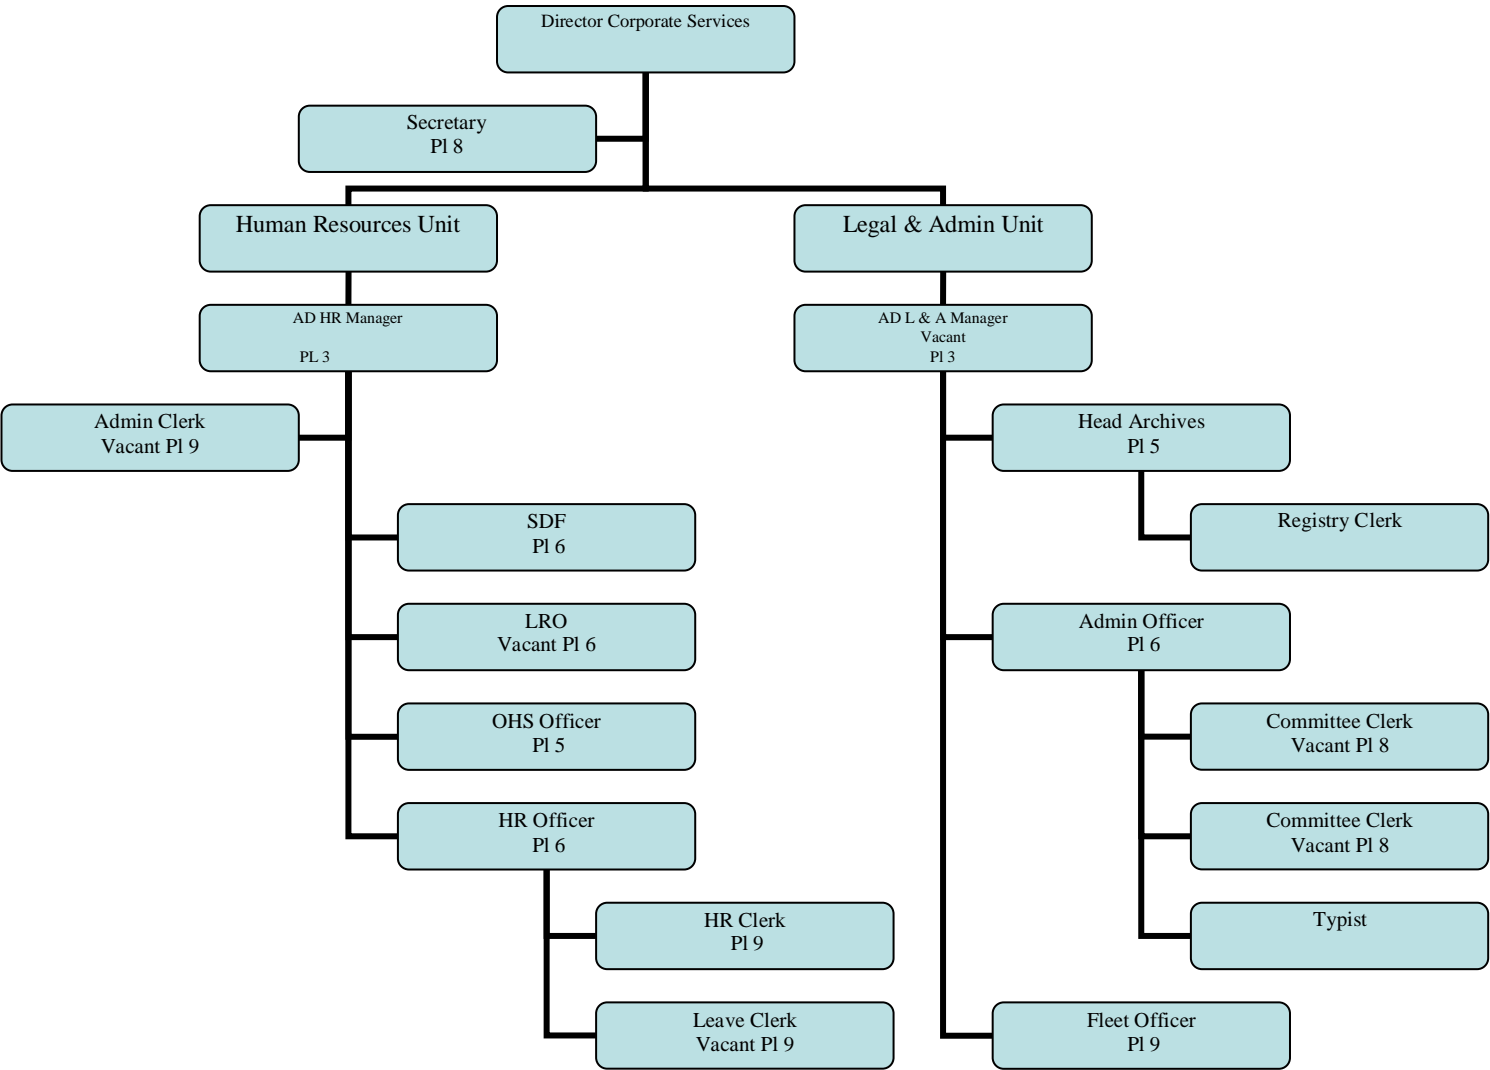 Director Corporate Services
Secretary
Pl 8
Human Resources Unit
Legal & Admin Unit
AD HR Manager
PL 3
AD L & A Manager
Vacant
Pl 3
Admin Clerk
Vacant Pl 9
Head Archives
Pl 5
SDF
Pl 6
Registry Clerk
LRO
Vacant Pl 6
Admin Officer
Pl 6
OHS Officer
Pl 5
Committee Clerk
Vacant Pl 8
HR Officer
Pl 6
Committee Clerk
Vacant Pl 8
HR Clerk
Pl 9
Typist
Leave Clerk
Vacant Pl 9
Fleet Officer
Pl 9